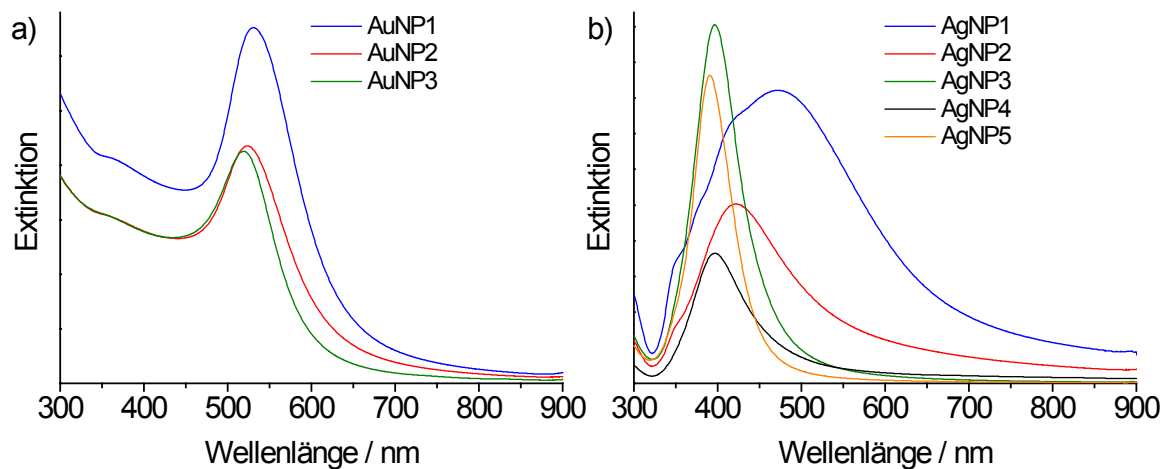 a)
AuNP1
AuNP2
AuNP3
Extinktion
300 400 500 600 700 800 900
Wellenlänge / nm
b)
AgNP1
AgNP2
AgNP3
AgNP4
AgNP5
Extinktion
300 400 500 600 700 800 900
Wellenlänge / nm